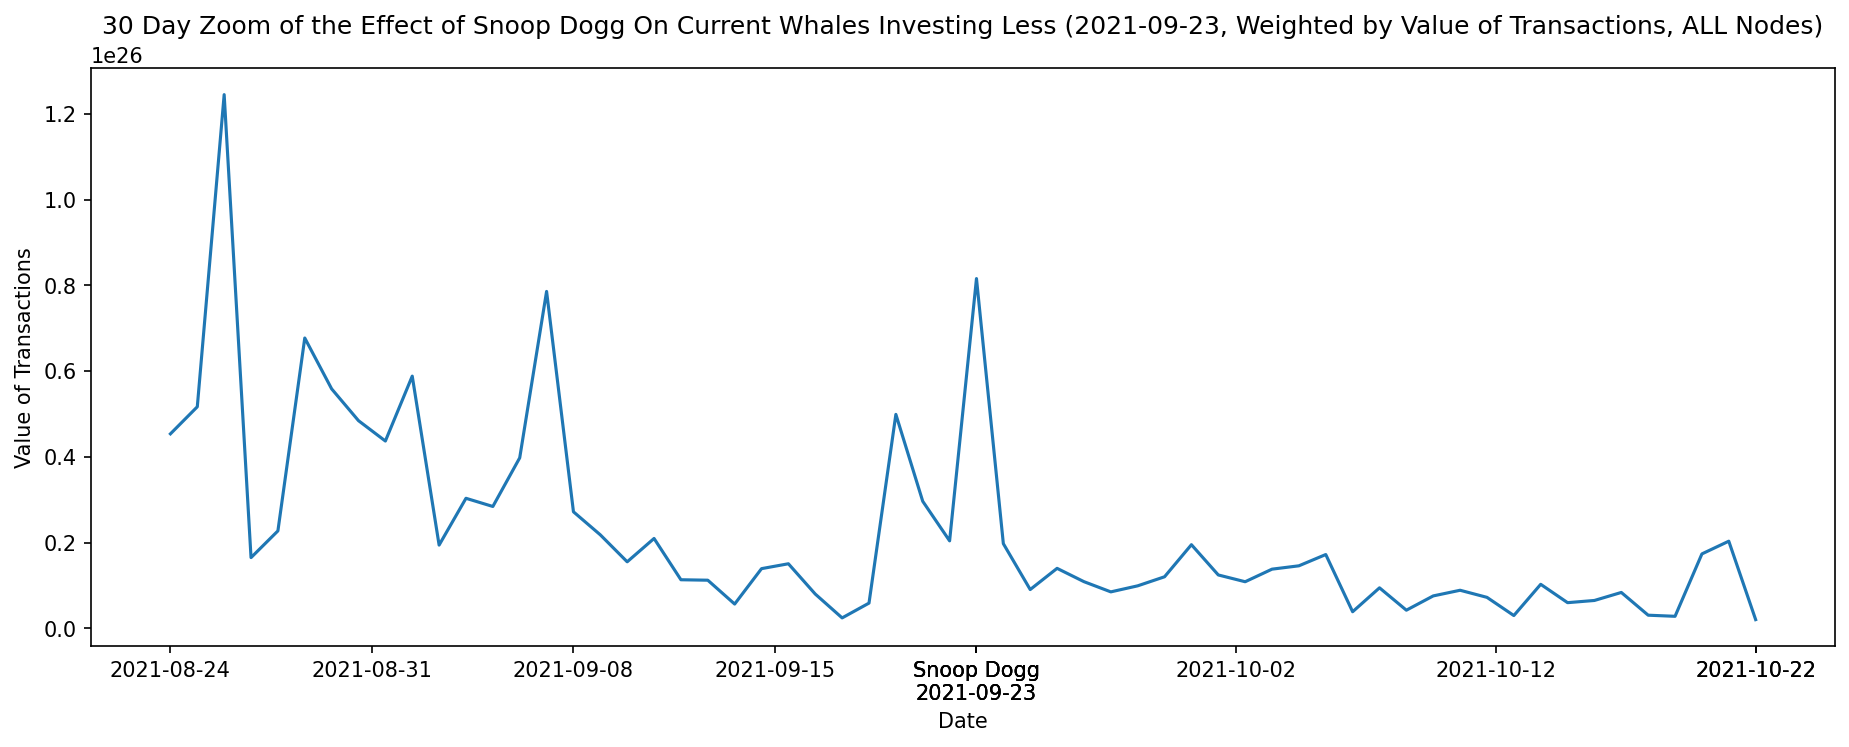 30 Day Zoom of the Effect of Snoop Dogg On Current Whales Investing Less (2021-09-23, Weighted by Value of Transactions, ALL Nodes)
1e26
1.2
1.0
0.8
0.6
0.4
0.2
0.0
Value of Transactions
2021-08-24 2021-08-31 2021-09-08 2021-09-15 Snoop Dogg 2021-10-02 2021-10-12 2021-10-22
2021-09-23
Date